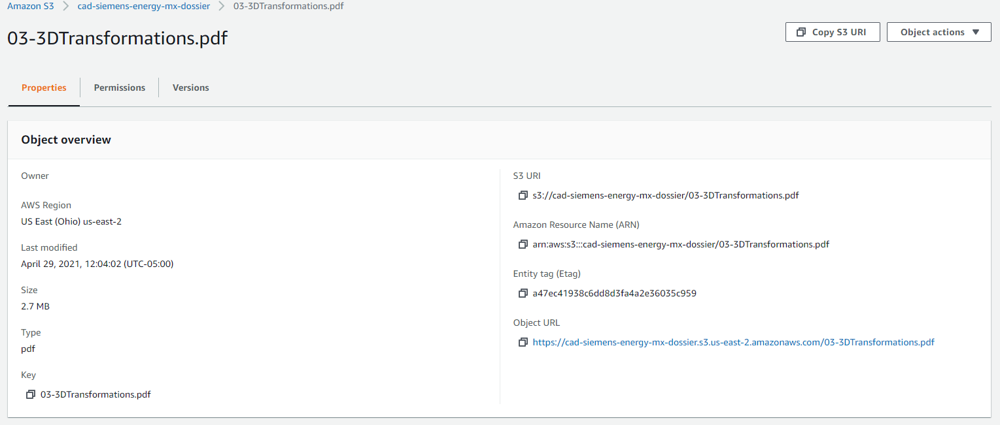 Amazon S3 > cad-siemens-energy-mx-dossier > 03-3DTransformations.pdf
03-3DTransformations.pdf
Copy S3 URI
Object actions ▼
Properties
Permissions
Versions
Object overview
Owner
AWS Region
US East (Ohio) us-east-2
Last modified
April 29, 2021, 12:04:02 (UTC-05:00)
Size
2.7 MB
Type
pdf
Key
03-3DTransformations.pdf
S3 URI
s3://cad-siemens-energy-mx-dossier/03-3DTransformations.pdf
Amazon Resource Name (ARN)
arn:aws:s3:::cad-siemens-energy-mx-dossier/03-3DTransformations.pdf
Entity tag (Etag)
a47ec41938c6dd8d3fa4a2e36035c959
Object URL
https://cad-siemens-energy-mx-dossier.s3.us-east-2.amazonaws.com/03-3DTransformations.pdf